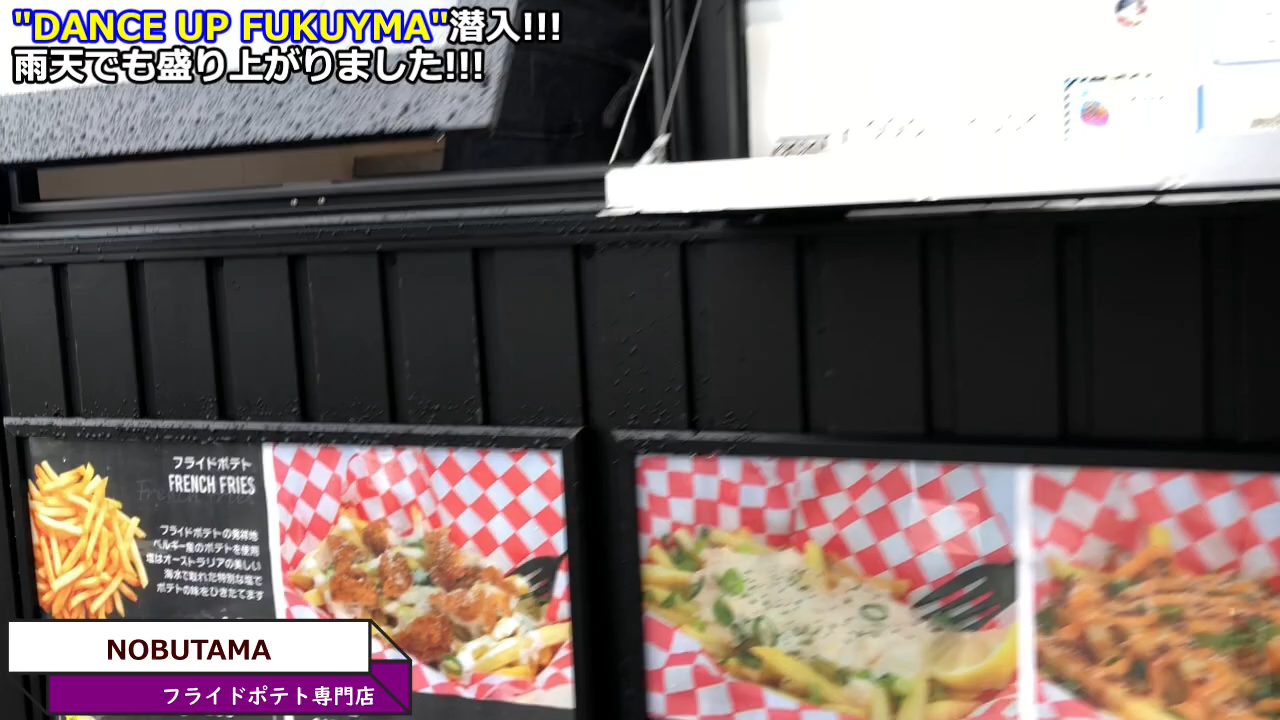 "DANCE UP FUKUYMA"潜入!!!
雨天でも盛り上がりました!!!
フライドポテト
FRENCH FRIES
フライドポテトの発祥地
ベルギー産のポテトを使用
塩はオーストラリアの美しい
海水で取れた特別な塩で
ポテトの味をひきたてます
NOBUTAMA
フライドポテト専門店